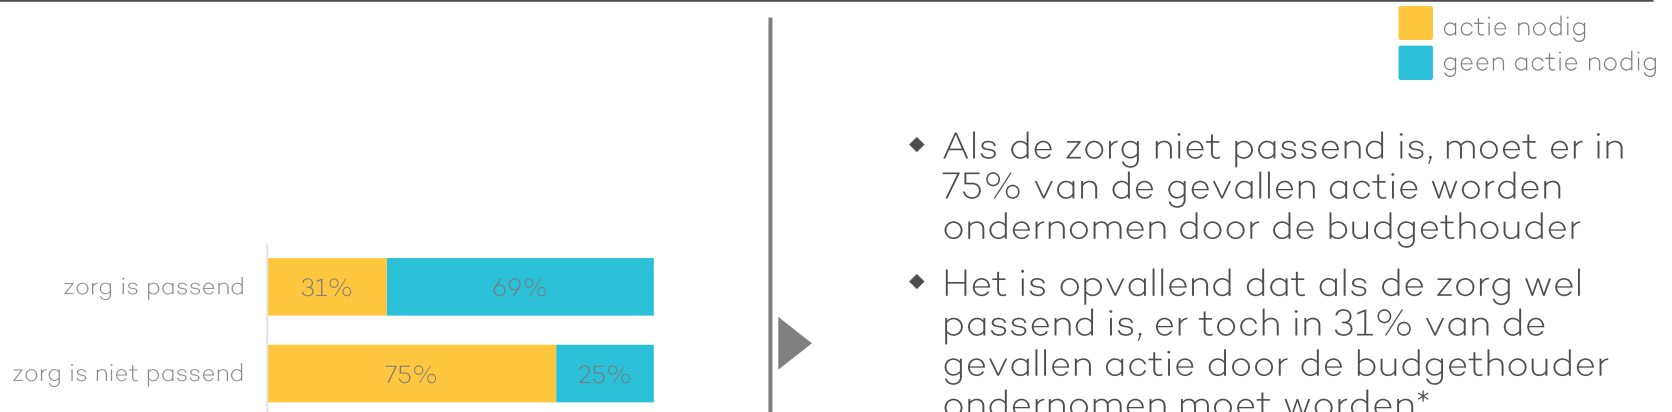 actie nodig
geen actie nodig
zorg is passend
31%
69%
zorg is niet passend
75%
25%
◆ Als de zorg niet passend is, moet er in
75% van de gevallen actie worden
ondernomen door de budgethouder
◆ Het is opvallend dat als de zorg wel
passend is, er toch in 31% van de
gevallen actie door de budgethouder
ondernomen moet worden*